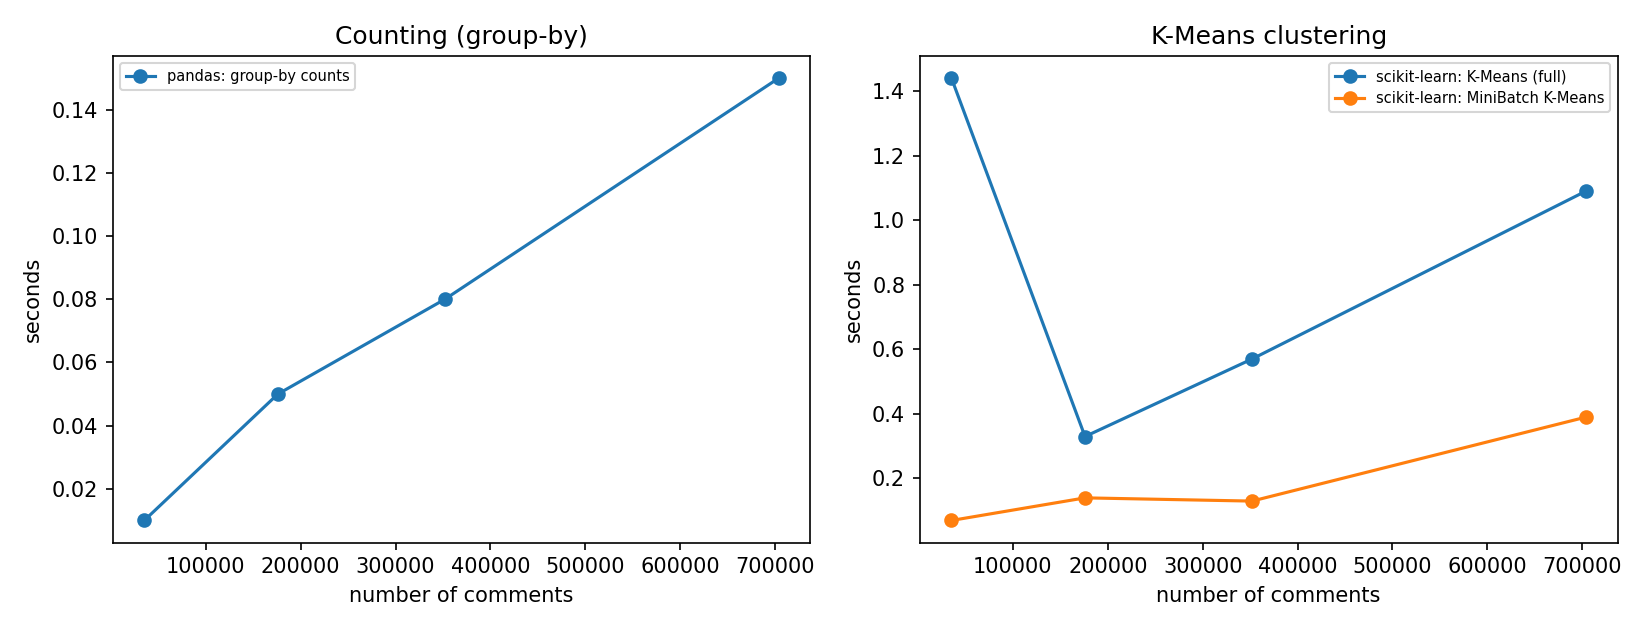 Counting (group-by)
pandas: group-by counts
0.14
0.12
0.10
0.08
0.06
0.04
0.02
seconds
100000 200000 300000 400000 500000 600000 700000
number of comments
K-Means clustering
scikit-learn: K-Means (full)
scikit-learn: MiniBatch K-Means
1.4
1.2
1.0
0.8
0.6
0.4
0.2
seconds
100000 200000 300000 400000 500000 600000 700000
number of comments